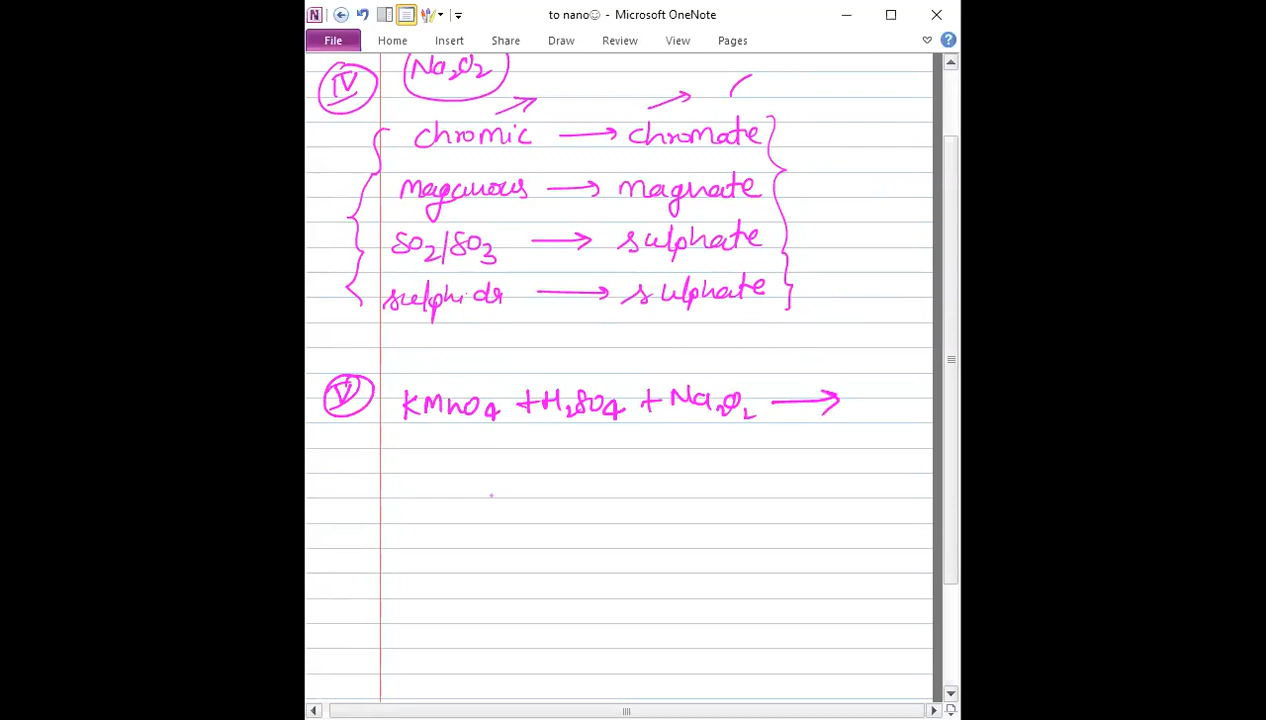 to nano☺ - Microsoft OneNote
File Home Insert Share Draw Review View Pages
IV Na₂O₂
chromic → chromate
maganous → magnate
SO₂/SO₃ → sulphate
sulphide → sulphate
V KMnO₄ + H₂SO₄ + Na₂O₂ →